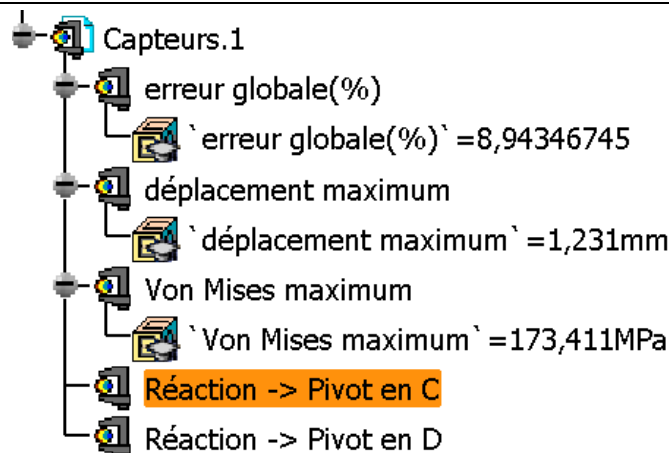 Capteurs.1
erreur globale(%)
`erreur globale(%)`=8,94346745
déplacement maximum
`déplacement maximum`=1,231mm
Von Mises maximum
`Von Mises maximum`=173,411MPa
Réaction -> Pivot en C
Réaction -> Pivot en D